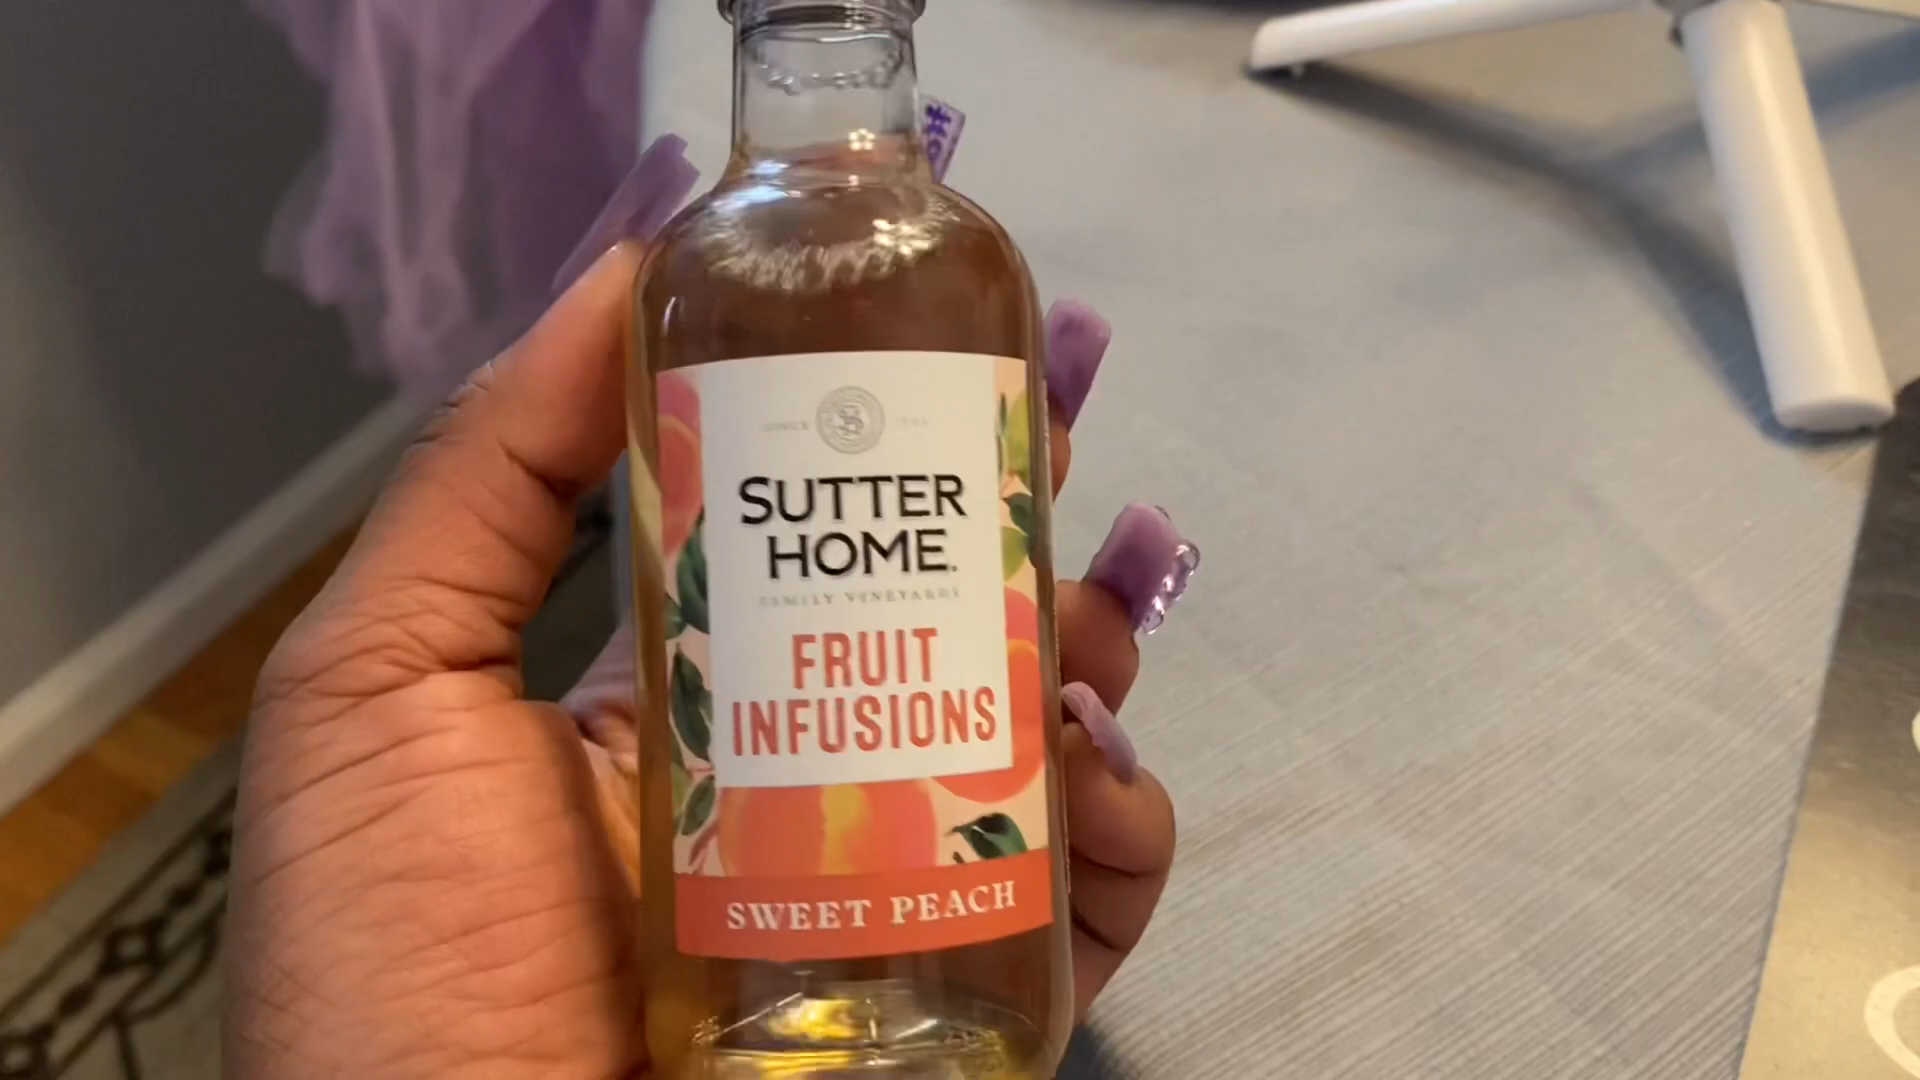 SUTTER
HOME.
FAMILY VINEYARDS
FRUIT
INFUSIONS
SWEET PEACH